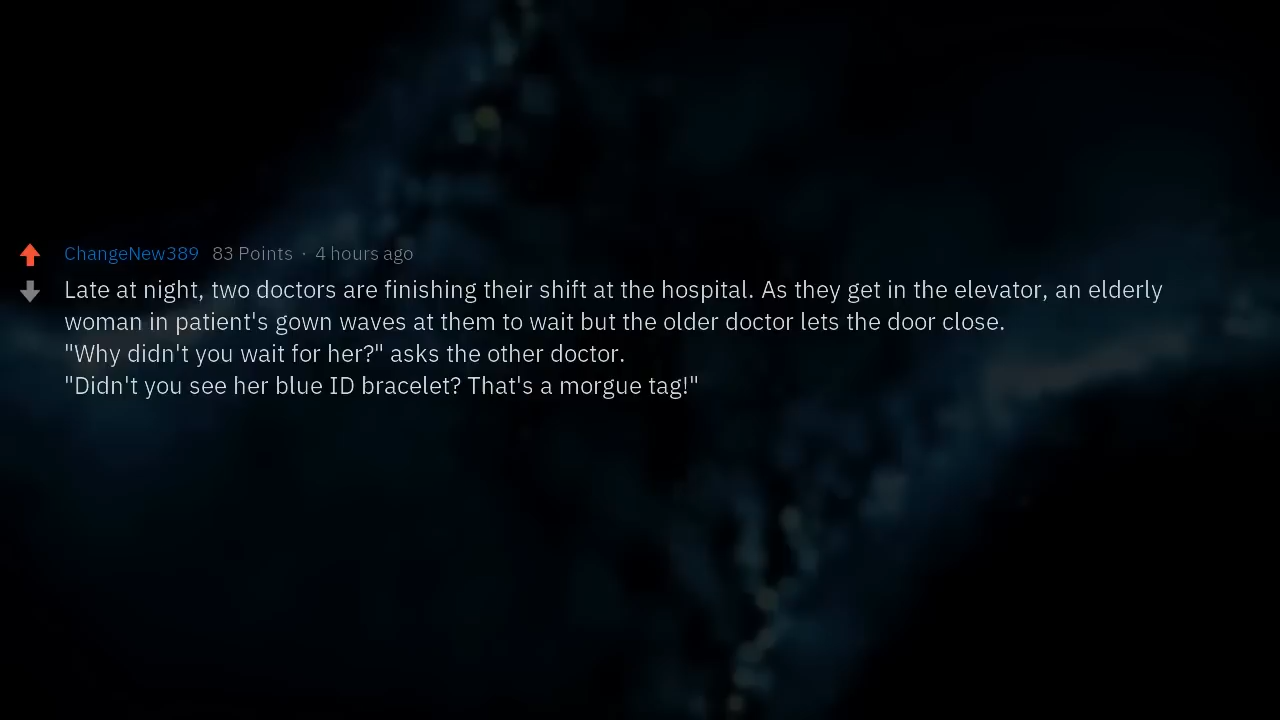 ChangeNew389 83 Points · 4 hours ago
Late at night, two doctors are finishing their shift at the hospital. As they get in the elevator, an elderly
woman in patient's gown waves at them to wait but the older doctor lets the door close.
"Why didn't you wait for her?" asks the other doctor.
"Didn't you see her blue ID bracelet? That's a morgue tag!"